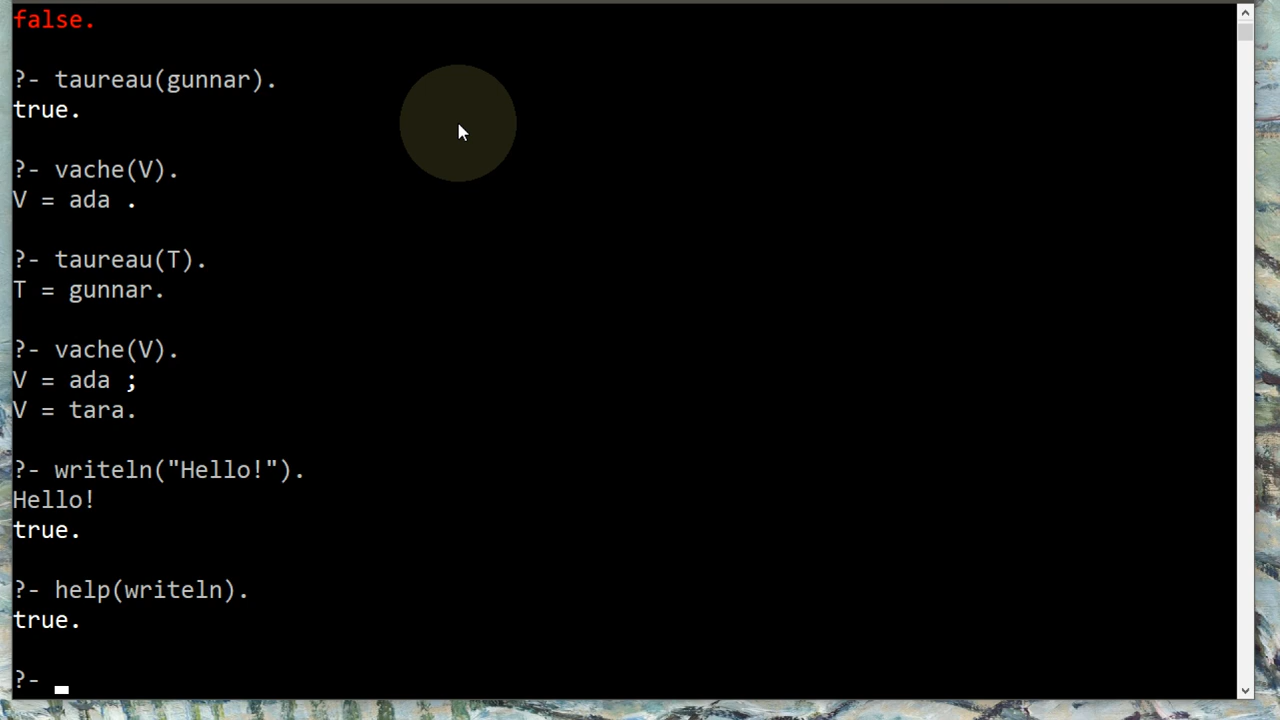 false.
?- taureau(gunnar).
true.
?- vache(V).
V = ada .
?- taureau(T).
T = gunnar.
?- vache(V).
V = ada ;
V = tara.
?- writeln("Hello!").
Hello!
true.
?- help(writeln).
true.
?-